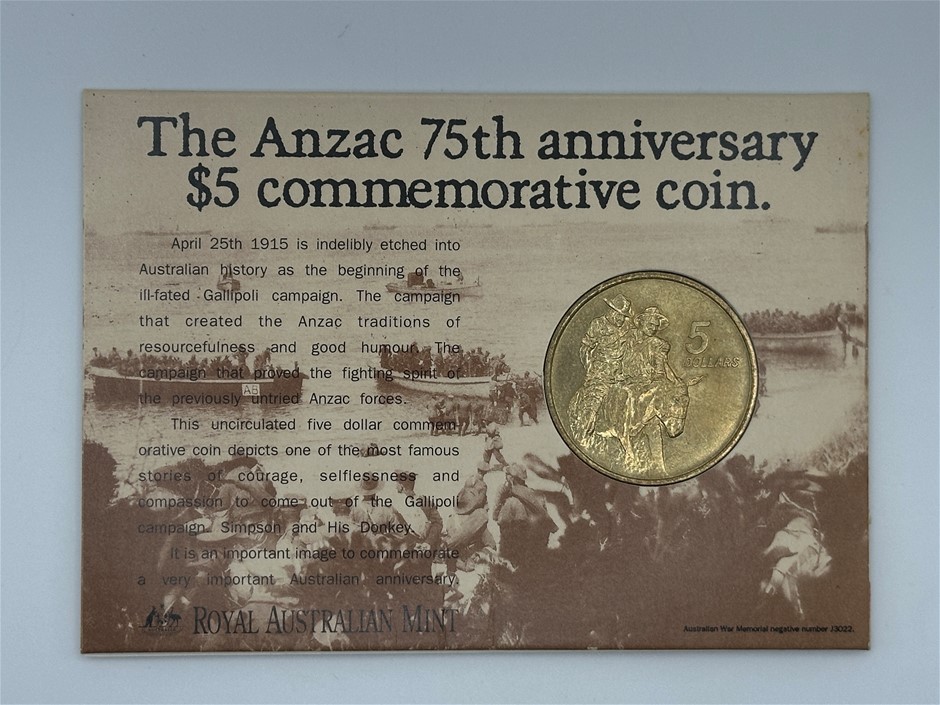 The Anzac 75th anniversary
$5 commemorative coin.
April 25th 1915 is indelibly etched into
Australian history as the beginning of the
ill-fated Gallipoli campaign. The campaign
that created the Anzac traditions of
resourcefulness and good humour. The
campaign that proved the fighting spirit of
the previously untried Anzac forces.
This uncirculated five dollar commem-
orative coin depicts one of the most famous
stories of courage, selflessness and
compassion to come out of the Gallipoli
campaign. Simpson and His Donkey.
It is an important image to commemorate
a very important Australian anniversary.
ROYAL AUSTRALIAN MINT
5
DOLLARS
AB
Australian War Memorial negative number J3022.